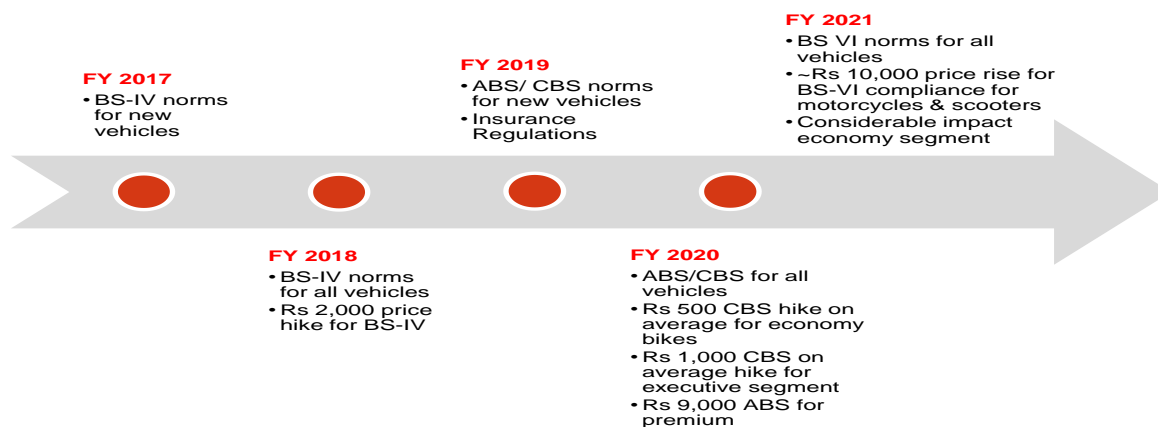 FY 2017
• BS-IV norms
for new
vehicles
FY 2018
• BS-IV norms
for all vehicles
• Rs 2,000 price
hike for BS-IV
FY 2019
• ABS/ CBS norms
for new vehicles
• Insurance
Regulations
FY 2020
• ABS/CBS for all
vehicles
• Rs 500 CBS hike on
average for economy
bikes
• Rs 1,000 CBS on
average hike for
executive segment
• Rs 9,000 ABS for
premium
FY 2021
• BS VI norms for all
vehicles
• ~Rs 10,000 price rise for
BS-VI compliance for
motorcycles & scooters
• Considerable impact
economy segment